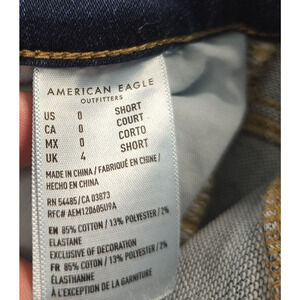 AMERICAN EAGLE
OUTFITTERS
US 0 SHORT
CA 0 COURT
MX 0 CORTO
UK 4 SHORT
MADE IN CHINA / FABRIQUÉ EN CHINE /
HECHO EN CHINA
RN 54485 / CA 03873
RFC# AEM120605U9A
EN 85% COTTON / 13% POLYESTER / 2%
ELASTANE
EXCLUSIVE OF DECORATION
FR 85% COTON / 13% POLYESTER / 2%
ÉLASTHANNE
À L'EXCEPTION DE LA GARNITURE